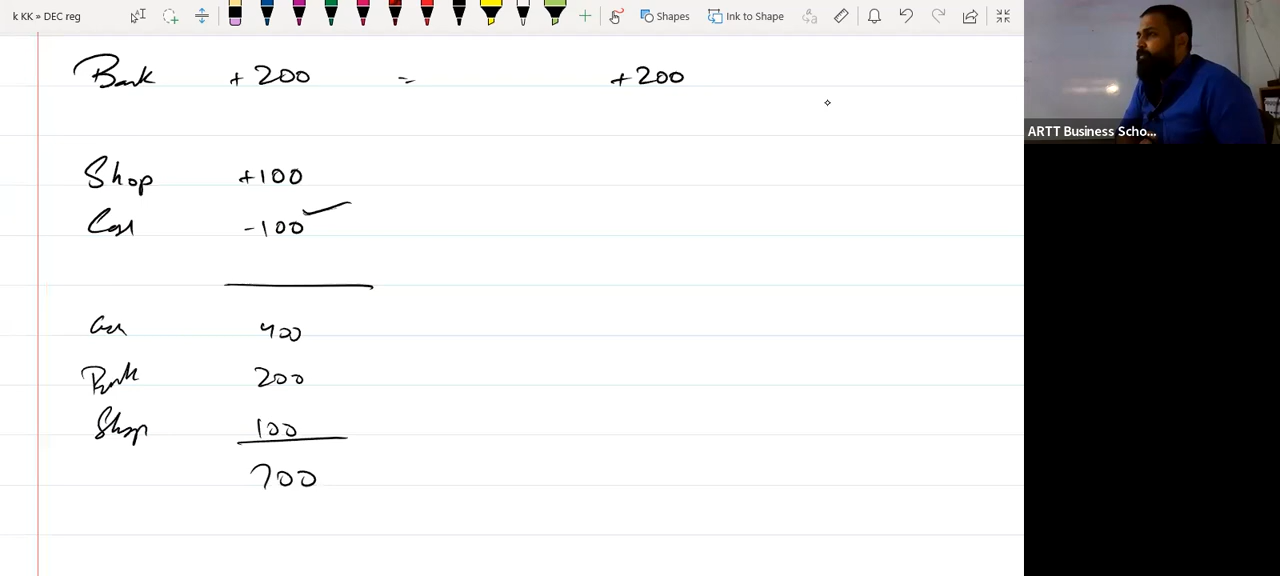 k KK » DEC reg
Shapes
Ink to Shape
Bank +200 = +200
ARTT Business Scho...
Shop +100
Cash -100
Cash 400
Bank 200
Shop 100
700